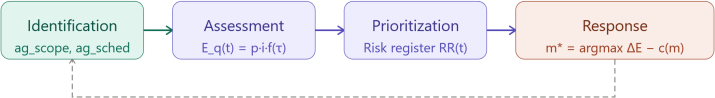 Identification
ag_scope, ag_sched
Assessment
E_q(t) = p·i·f(τ)
Prioritization
Risk register RR(t)
Response
m* = argmax ΔE − c(m)